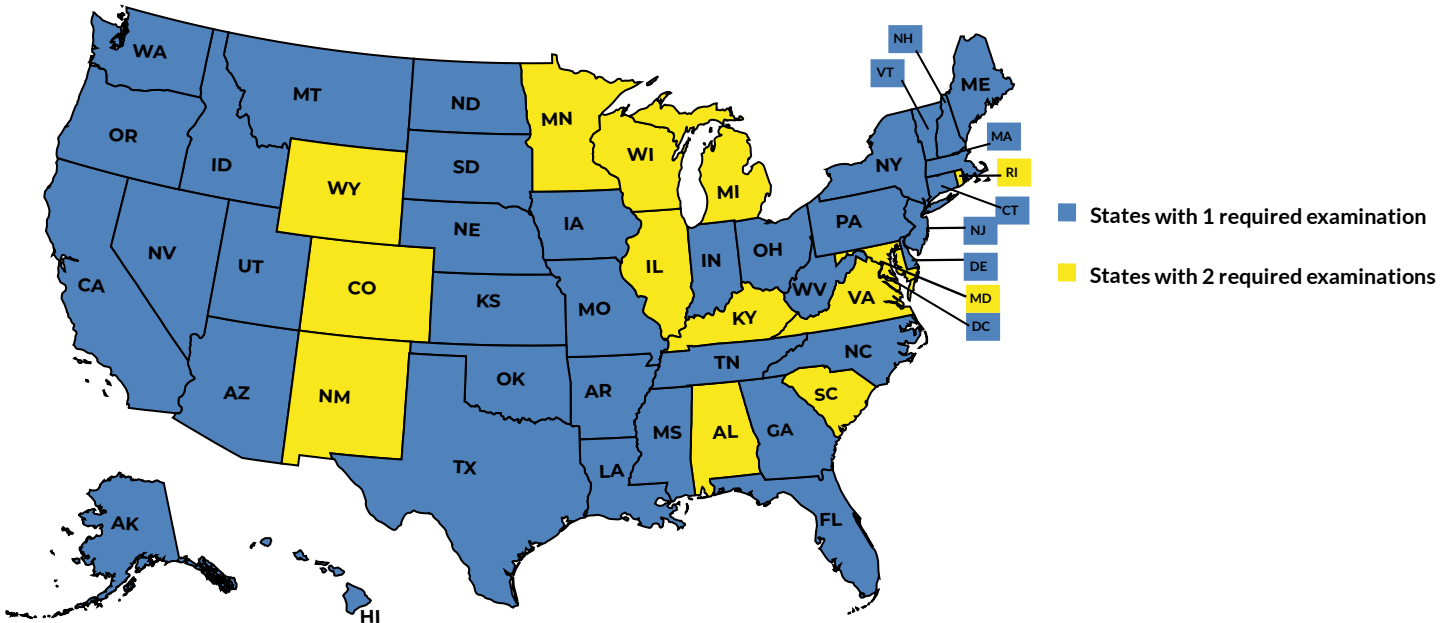 NH
WA
VT
ME
MT
ND
MN
OR
MA
WI
ID
SD
NY
RI
WY
MI
CT
States with 1 required examination
IA
PA
NE
NJ
NV
OH
IN
UT
IL
DE
States with 2 required examinations
CA
CO
WV
VA
MD
KS
MO
KY
DC
NC
TN
OK
AZ
AR
NM
SC
MS
AL
GA
TX
LA
AK
FL
HI